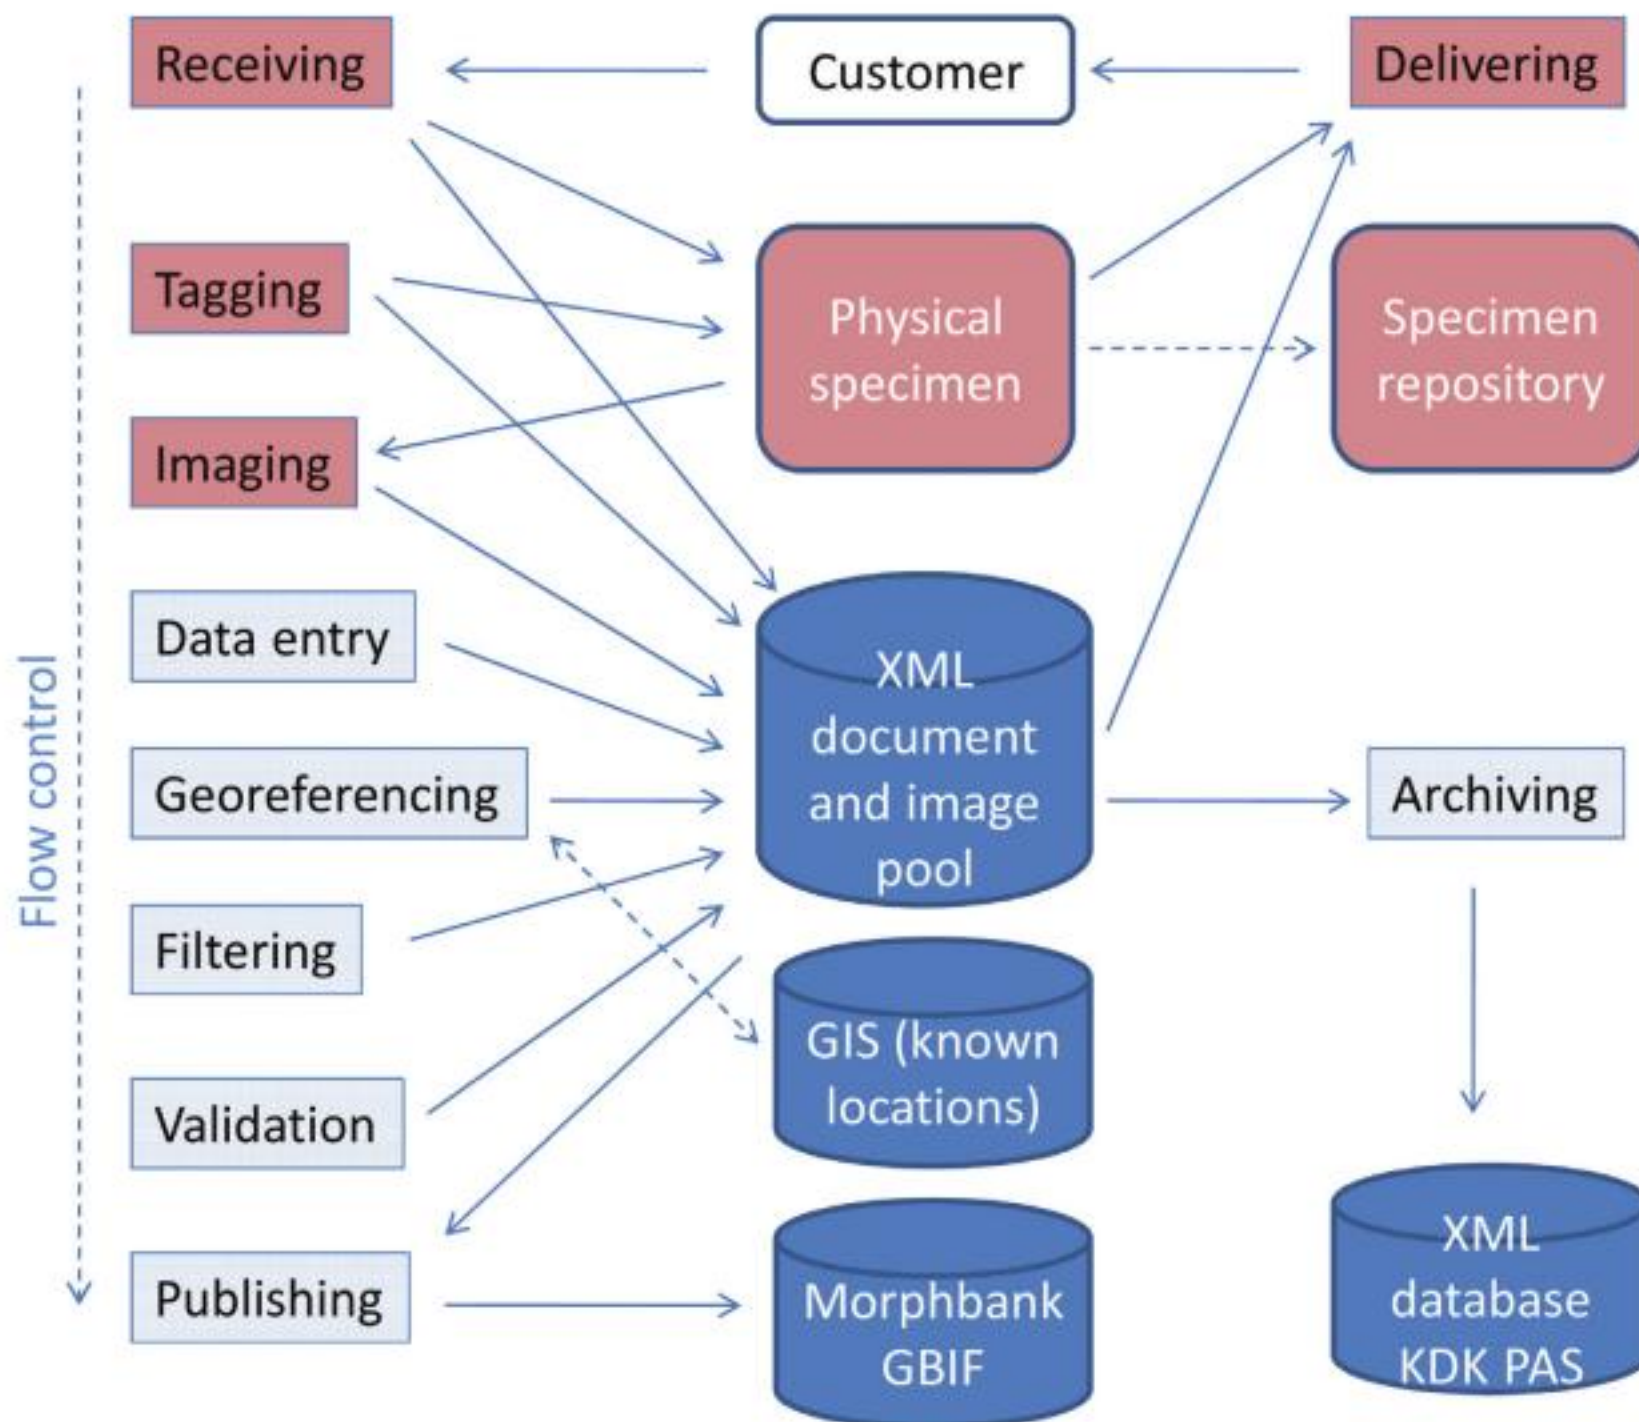 Receiving
Customer
Delivering
Tagging
Physical
specimen
Specimen
repository
Imaging
Data entry
XML
document
and image
pool
Flow control
Georeferencing
Archiving
Filtering
GIS (known
locations)
Validation
Publishing
Morphbank
GBIF
XML
database
KDK PAS